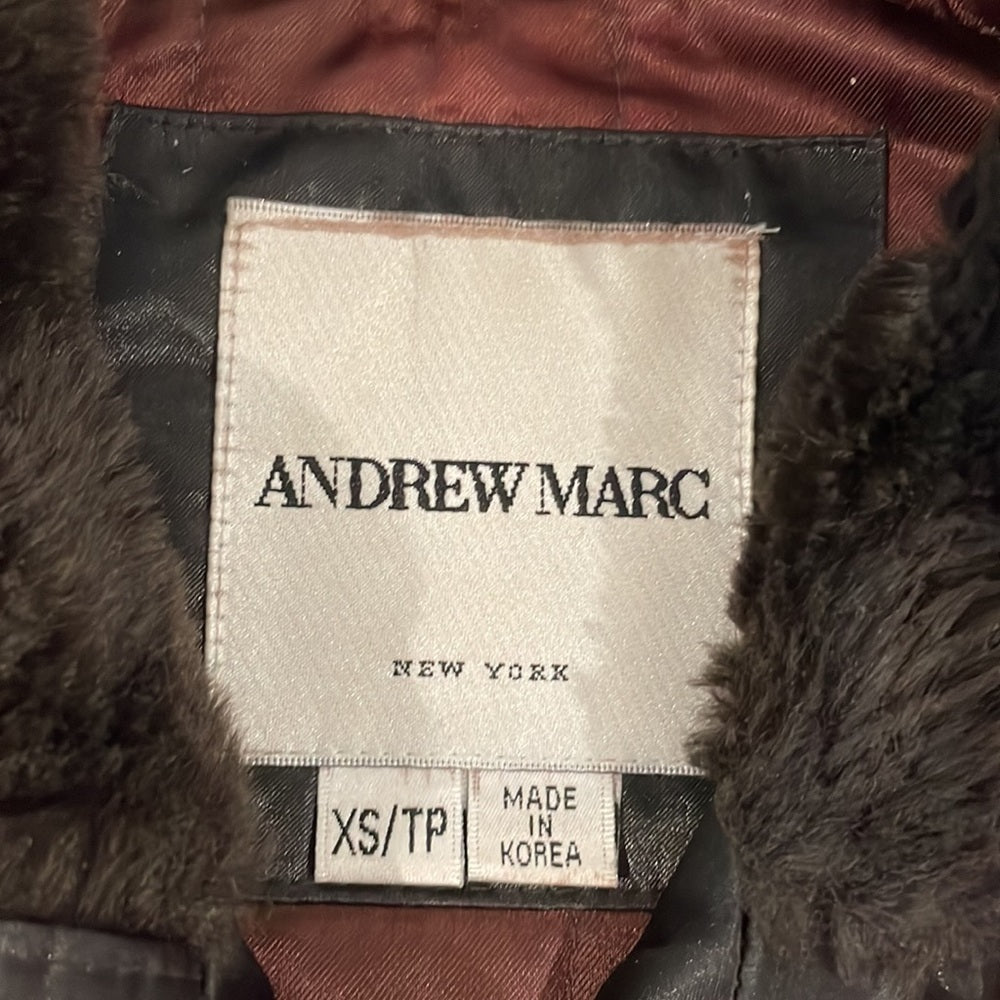 ANDREW MARC
NEW YORK
XS/TP
MADE
IN
KOREA